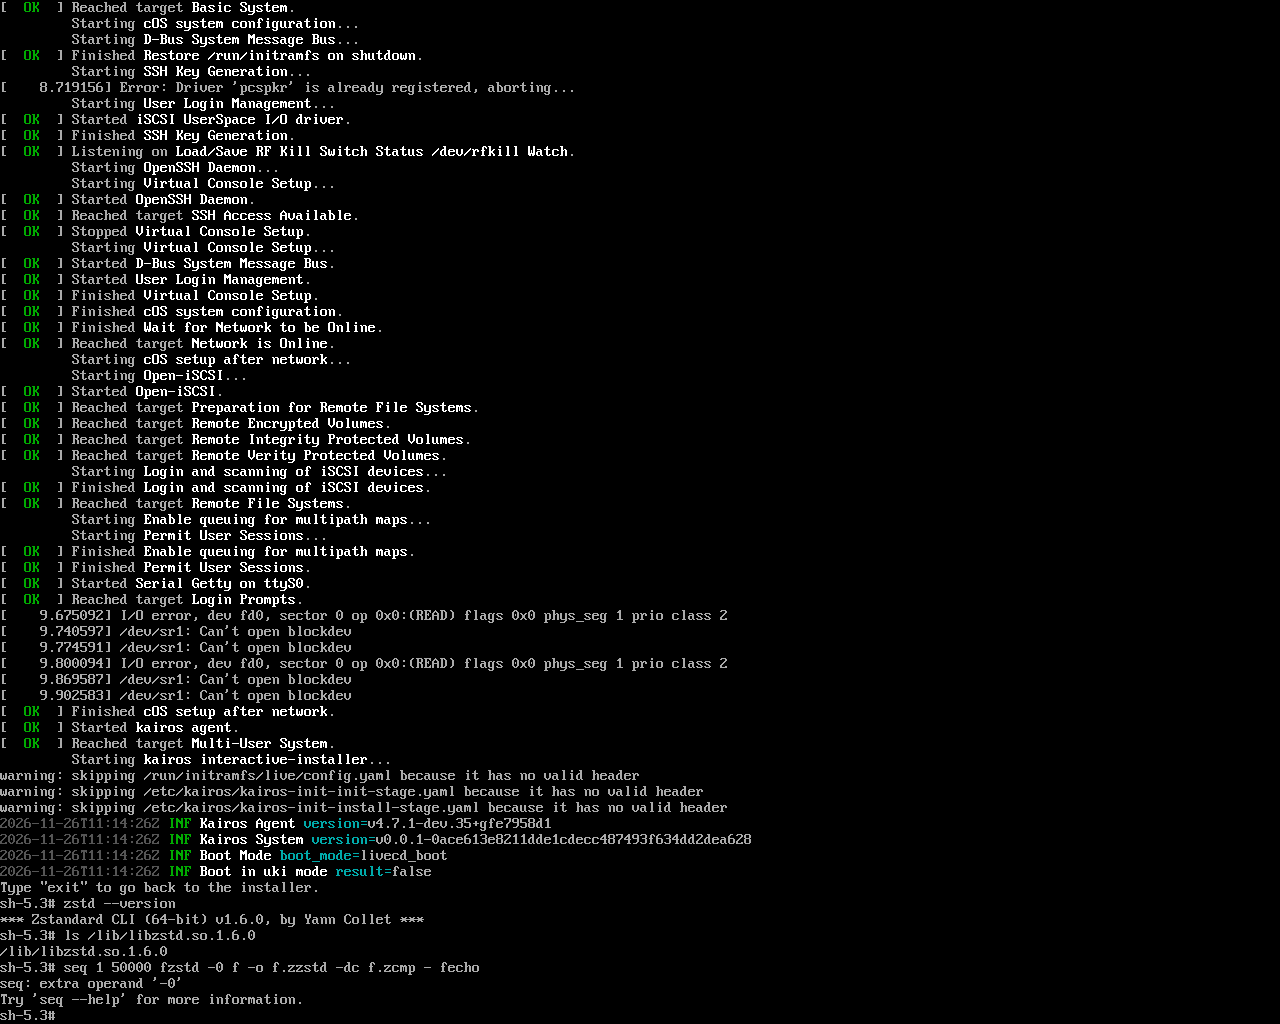 [  OK  ] Reached target Basic System.
         Starting cOS system configuration...
         Starting D-Bus System Message Bus...
[  OK  ] Finished Restore /run/initramfs on shutdown.
         Starting SSH Key Generation...
[    8.719156] Error: Driver 'pcspkr' is already registered, aborting...
         Starting User Login Management...
[  OK  ] Started iSCSI UserSpace I/O driver.
[  OK  ] Finished SSH Key Generation.
[  OK  ] Listening on Load/Save RF Kill Switch Status /dev/rfkill Watch.
         Starting OpenSSH Daemon...
         Starting Virtual Console Setup...
[  OK  ] Started OpenSSH Daemon.
[  OK  ] Reached target SSH Access Available.
[  OK  ] Stopped Virtual Console Setup.
         Starting Virtual Console Setup...
[  OK  ] Started D-Bus System Message Bus.
[  OK  ] Started User Login Management.
[  OK  ] Finished Virtual Console Setup.
[  OK  ] Finished cOS system configuration.
[  OK  ] Finished Wait for Network to be Online.
[  OK  ] Reached target Network is Online.
         Starting cOS setup after network...
         Starting Open-iSCSI...
[  OK  ] Started Open-iSCSI.
[  OK  ] Reached target Preparation for Remote File Systems.
[  OK  ] Reached target Remote Encrypted Volumes.
[  OK  ] Reached target Remote Integrity Protected Volumes.
[  OK  ] Reached target Remote Verity Protected Volumes.
         Starting Login and scanning of iSCSI devices...
[  OK  ] Finished Login and scanning of iSCSI devices.
[  OK  ] Reached target Remote File Systems.
         Starting Enable queuing for multipath maps...
         Starting Permit User Sessions...
[  OK  ] Finished Enable queuing for multipath maps.
[  OK  ] Finished Permit User Sessions.
[  OK  ] Started Serial Getty on ttyS0.
[  OK  ] Reached target Login Prompts.
[    9.675092] I/O error, dev fd0, sector 0 op 0x0:(READ) flags 0x0 phys_seg 1 prio class 2
[    9.740597] /dev/sr1: Can't open blockdev
[    9.774591] /dev/sr1: Can't open blockdev
[    9.800094] I/O error, dev fd0, sector 0 op 0x0:(READ) flags 0x0 phys_seg 1 prio class 2
[    9.869587] /dev/sr1: Can't open blockdev
[    9.902583] /dev/sr1: Can't open blockdev
[  OK  ] Finished cOS setup after network.
[  OK  ] Started kairos agent.
[  OK  ] Reached target Multi-User System.
         Starting kairos interactive-installer...
warning: skipping /run/initramfs/live/config.yaml because it has no valid header
warning: skipping /etc/kairos/kairos-init-init-stage.yaml because it has no valid header
warning: skipping /etc/kairos/kairos-init-install-stage.yaml because it has no valid header
2026-11-26T11:14:26Z INF Kairos Agent version=v4.7.1-dev.35+gfe7958d1
2026-11-26T11:14:26Z INF Kairos System version=v0.0.1-0ace613e8211dde1cdecc487493f634dd2dea628
2026-11-26T11:14:26Z INF Boot Mode boot_mode=livecd_boot
2026-11-26T11:14:26Z INF Boot in uki mode result=false
Type "exit" to go back to the installer.
sh-5.3# zstd --version
*** Zstandard CLI (64-bit) v1.6.0, by Yann Collet ***
sh-5.3# ls /lib/libzstd.so.1.6.0
/lib/libzstd.so.1.6.0
sh-5.3# seq 1 50000 fzstd -0 f -o f.zzstd -dc f.zcmp - fecho
seq: extra operand '-0'
Try 'seq --help' for more information.
sh-5.3#